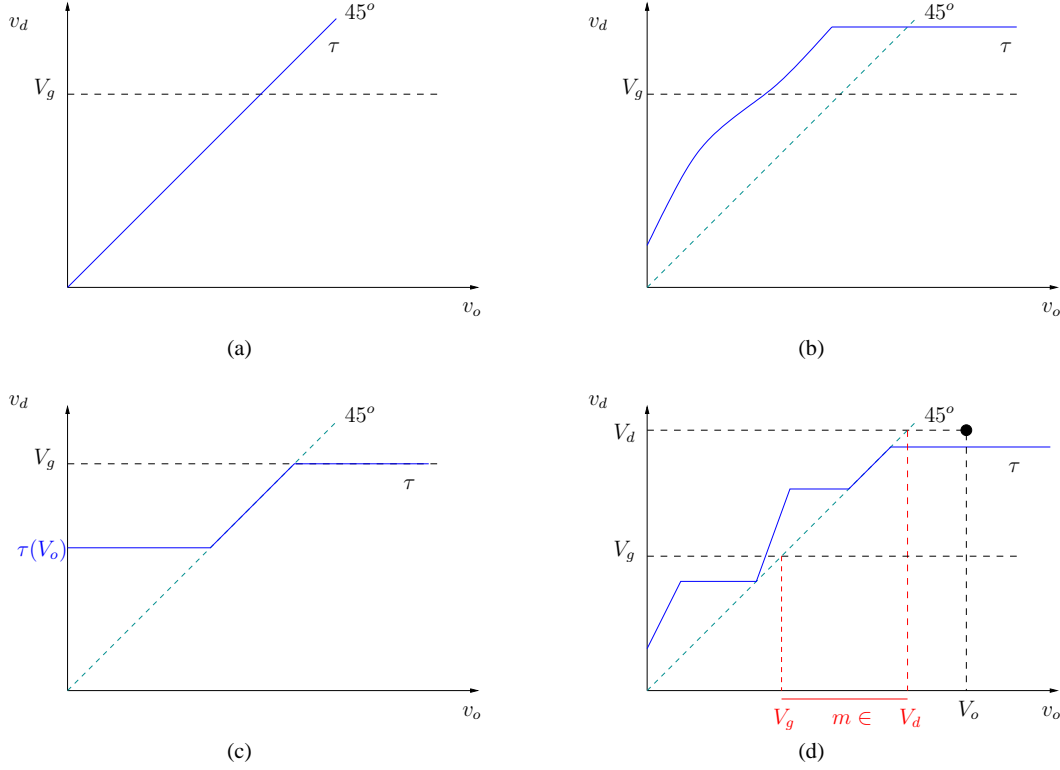 v_d
45^o
τ
V_g
v_o
(a)
v_d
45^o
τ
V_g
v_o
(b)
v_d
45^o
V_g
τ
τ(V_o)
v_o
(c)
v_d
45^o
V_d
τ
V_g
V_g m ∈ V_d V_o v_o
(d)